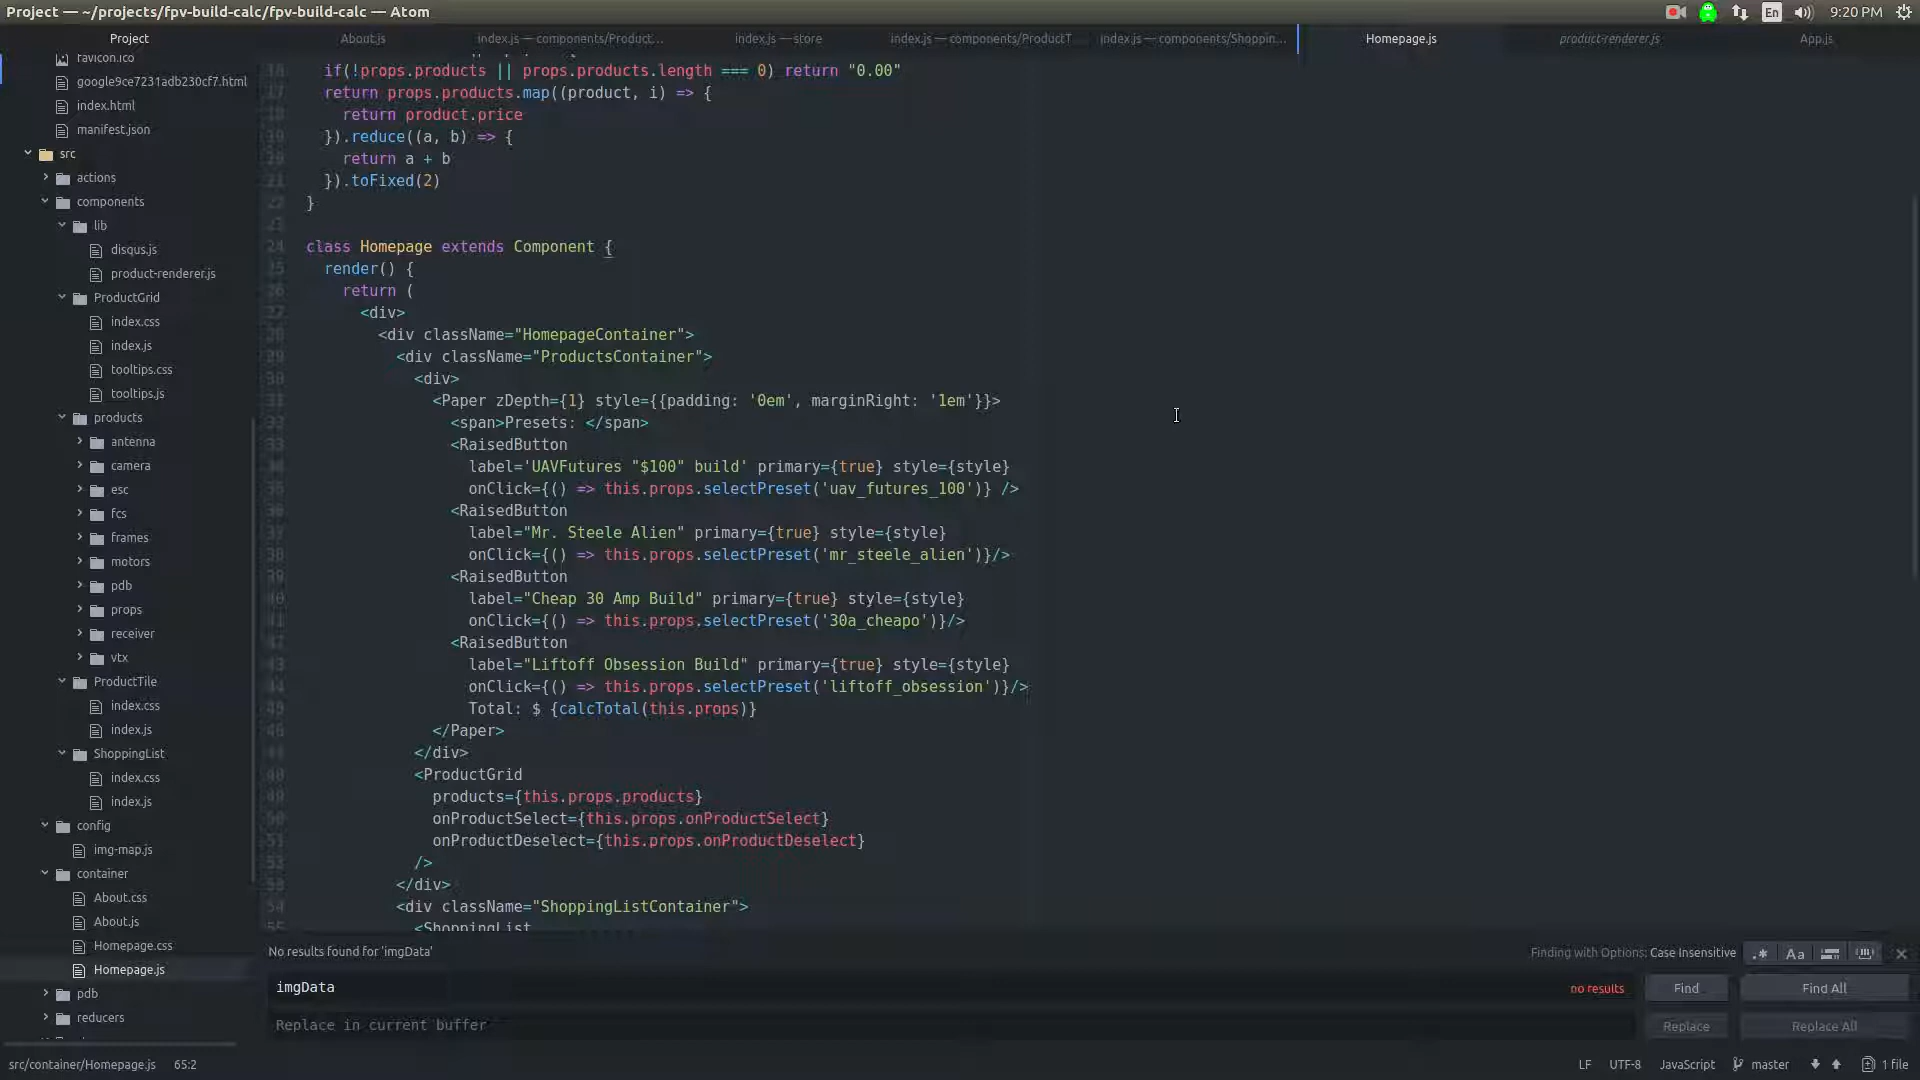 Project — ~/projects/fpv-build-calc/fpv-build-calc — Atom
En
9:20 PM
Project
About.js
index.js — components/Product...
index.js — store
index.js — components/ProductT
index.js — components/Shoppin...
Homepage.js
product-renderer.js
App.js
favicon.ico
google9ce7231adb230cf7.html
index.html
manifest.json
src
actions
components
lib
disqus.js
product-renderer.js
ProductGrid
index.css
index.js
tooltips.css
tooltips.js
products
antenna
camera
esc
fcs
frames
motors
pdb
props
receiver
vtx
ProductTile
index.css
index.js
ShoppingList
index.css
index.js
config
img-map.js
container
About.css
About.js
Homepage.css
Homepage.js
pdb
reducers
if(!props.products || props.products.length === 0) return "0.00"
return props.products.map((product, i) => {
return product.price
}).reduce((a, b) => {
return a + b
}).toFixed(2)
}
class Homepage extends Component {
render() {
return (
<div>
<div className="HomepageContainer">
<div className="ProductsContainer">
<div>
<Paper zDepth={1} style={{padding: '0em', marginRight: '1em'}}>
<span>Presets: </span>
<RaisedButton
label='UAVFutures "$100" build' primary={true} style={style}
onClick={() => this.props.selectPreset('uav_futures_100')} />
<RaisedButton
label="Mr. Steele Alien" primary={true} style={style}
onClick={() => this.props.selectPreset('mr_steele_alien')}/>
<RaisedButton
label="Cheap 30 Amp Build" primary={true} style={style}
onClick={() => this.props.selectPreset('30a_cheapo')}/>
<RaisedButton
label="Liftoff Obsession Build" primary={true} style={style}
onClick={() => this.props.selectPreset('liftoff_obsession')}/>
Total: $ {calcTotal(this.props)}
</Paper>
</div>
<ProductGrid
products={this.props.products}
onProductSelect={this.props.onProductSelect}
onProductDeselect={this.props.onProductDeselect}
/>
</div>
<div className="ShoppingListContainer">
<ShoppingList
No results found for 'imgData'
Finding with Options: Case Insensitive
.*
Aa
imgData
no results
Find
Find All
Replace in current buffer
Replace
Replace All
src/container/Homepage.js
65:2
LF
UTF-8
JavaScript
master
1 file